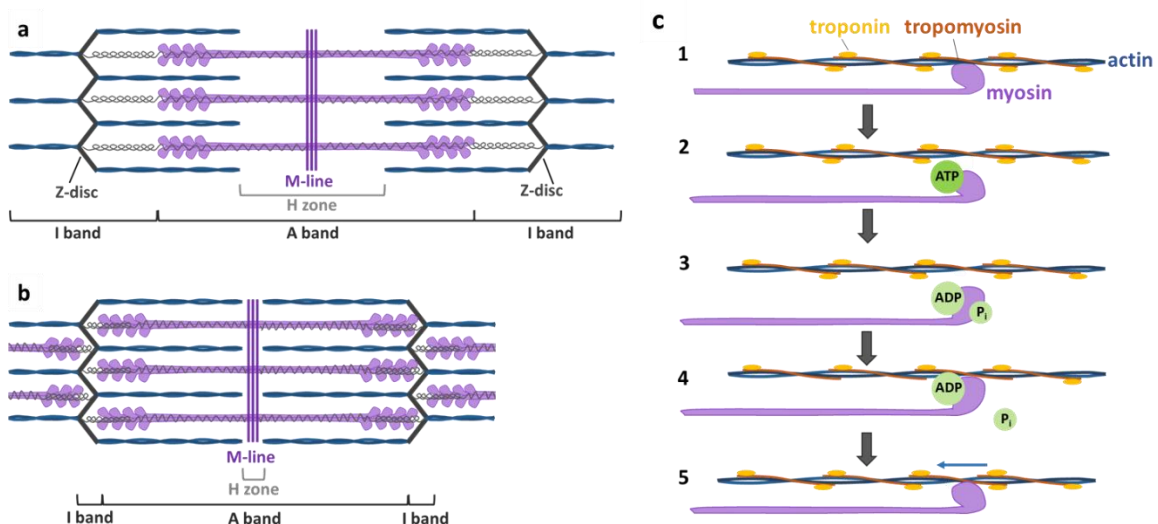 a
Z-disc
M-line
H zone
Z-disc
I band
A band
I band
b
M-line
H zone
I band
A band
I band
c
troponin
tropomyosin
1
actin
myosin
2
ATP
3
ADP
Pi
4
ADP
Pi
5